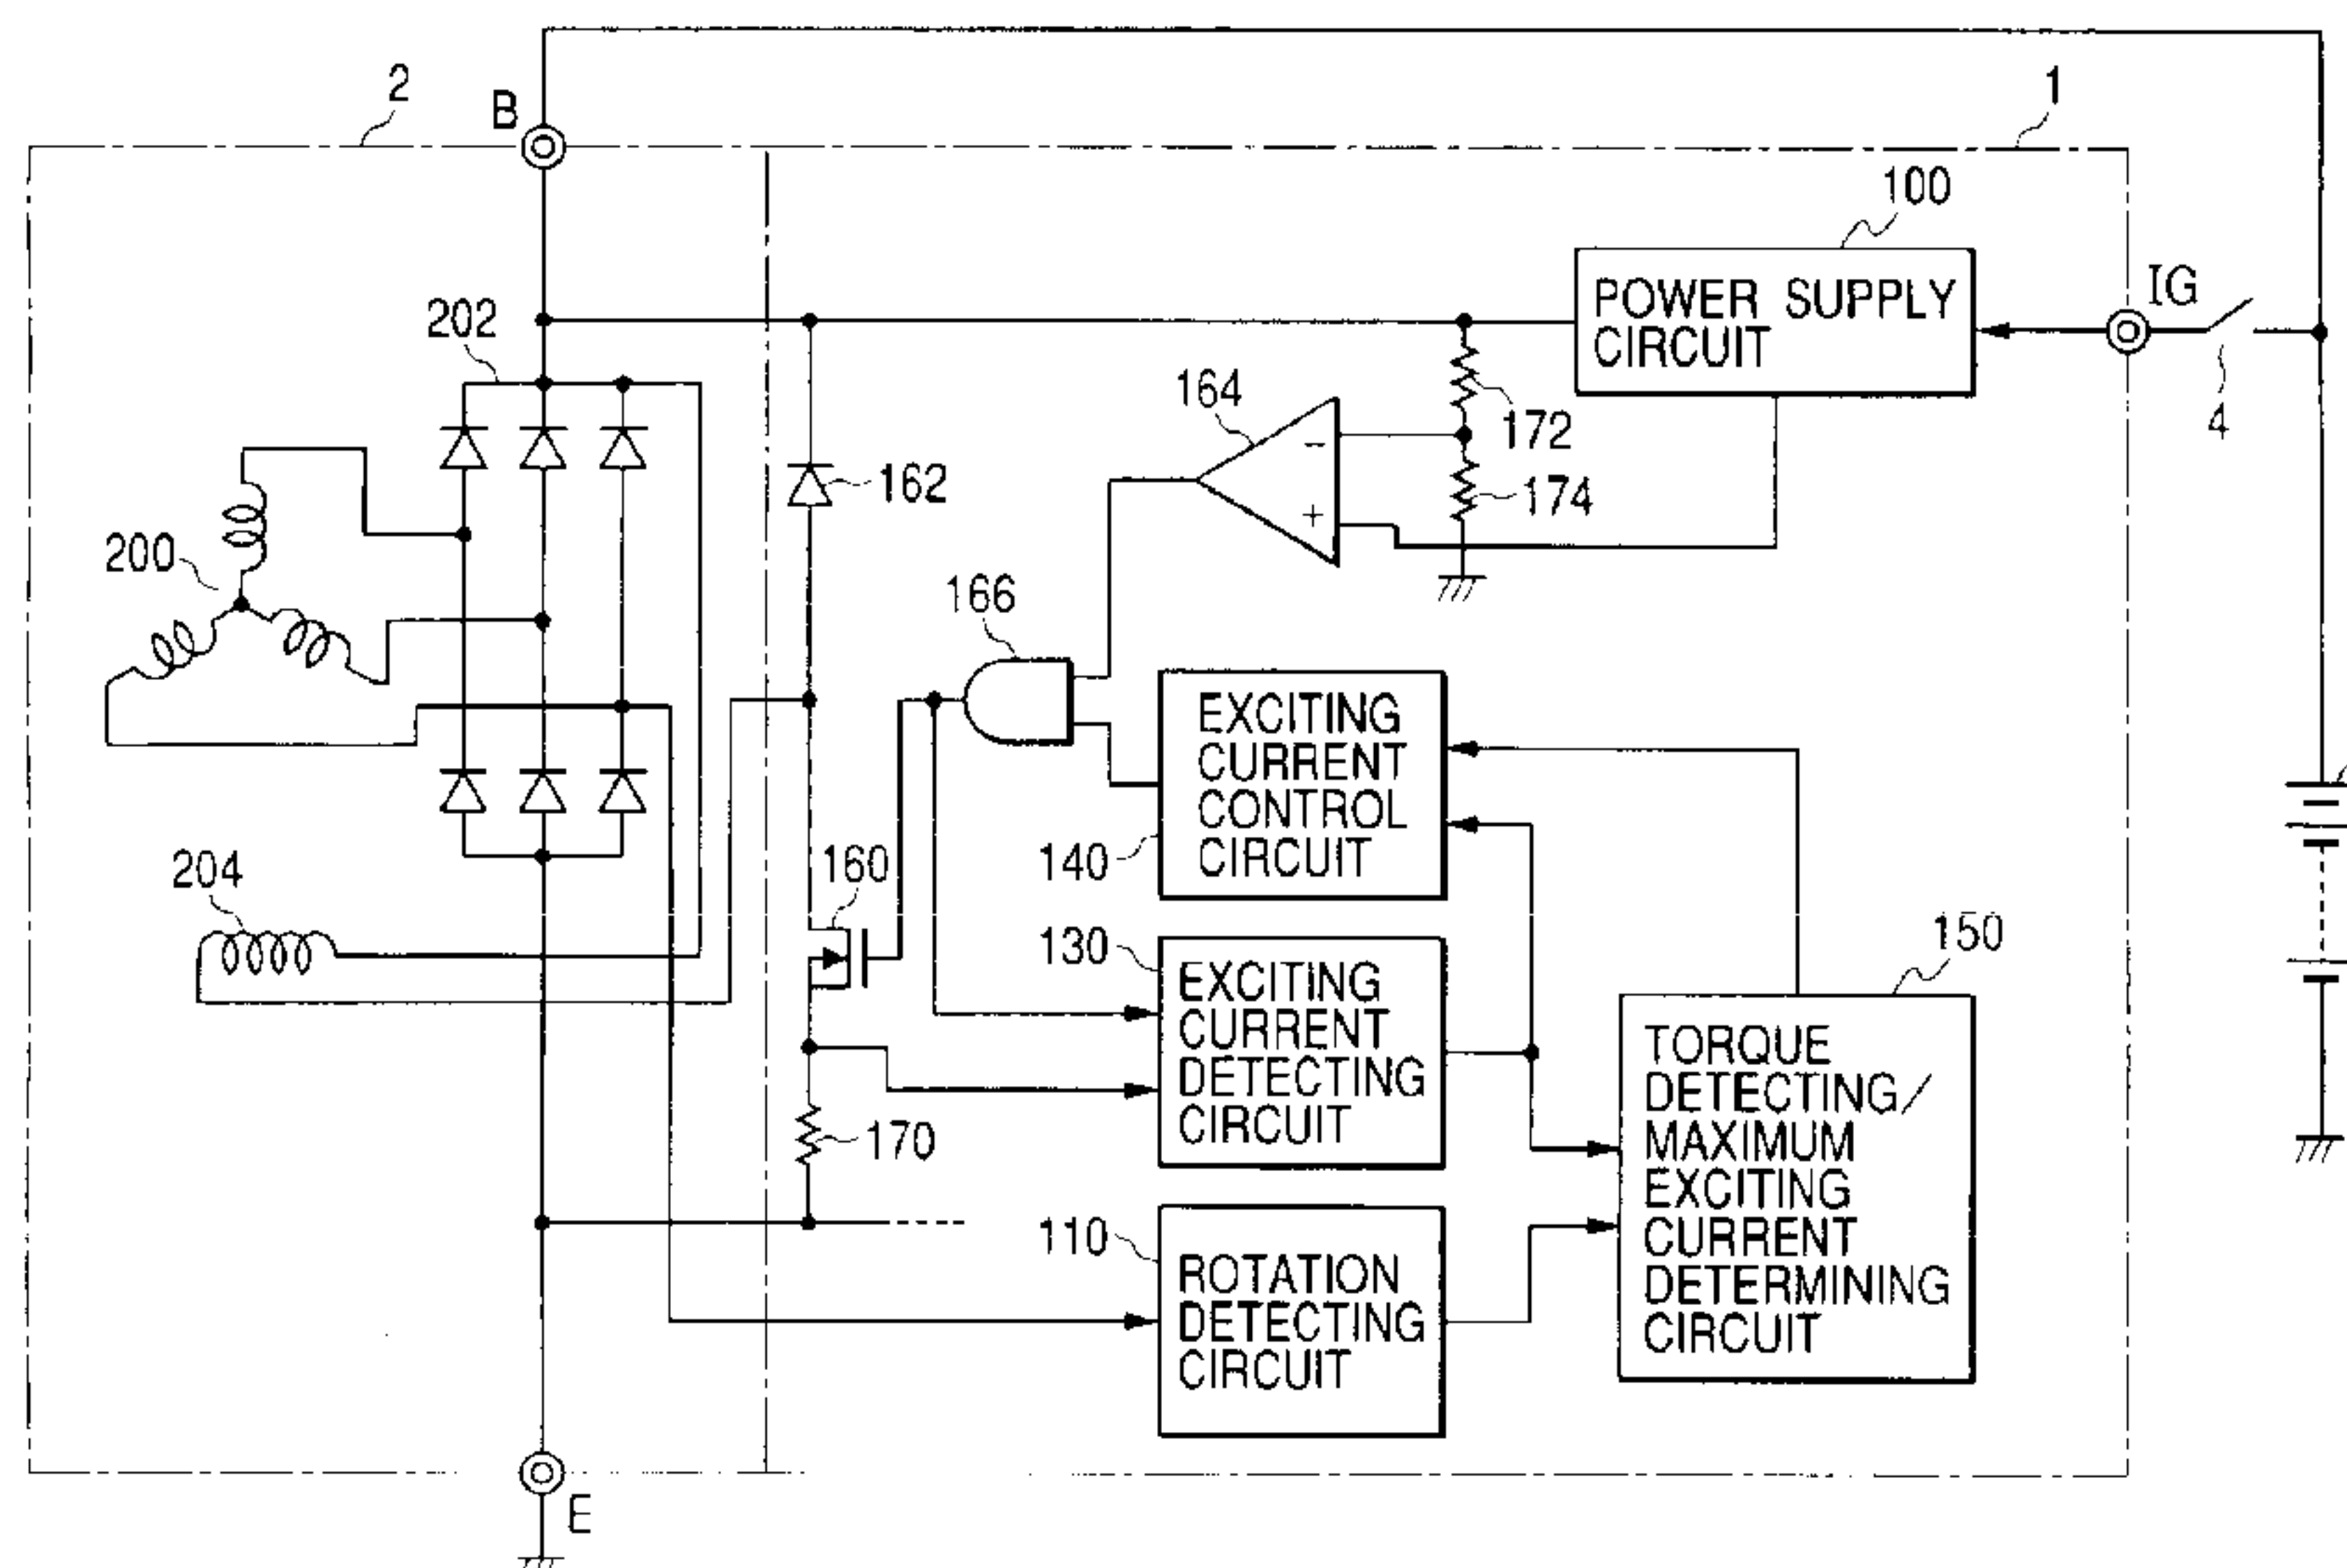 2
B
1
100
POWER SUPPLY
CIRCUIT
IG
4
202
164
−
+
172
174
162
200
166
EXCITING
CURRENT
CONTROL
CIRCUIT
140
204
160
130
EXCITING
CURRENT
DETECTING
CIRCUIT
150
TORQUE
DETECTING/
MAXIMUM
EXCITING
CURRENT
DETERMINING
CIRCUIT
170
110
ROTATION
DETECTING
CIRCUIT
E